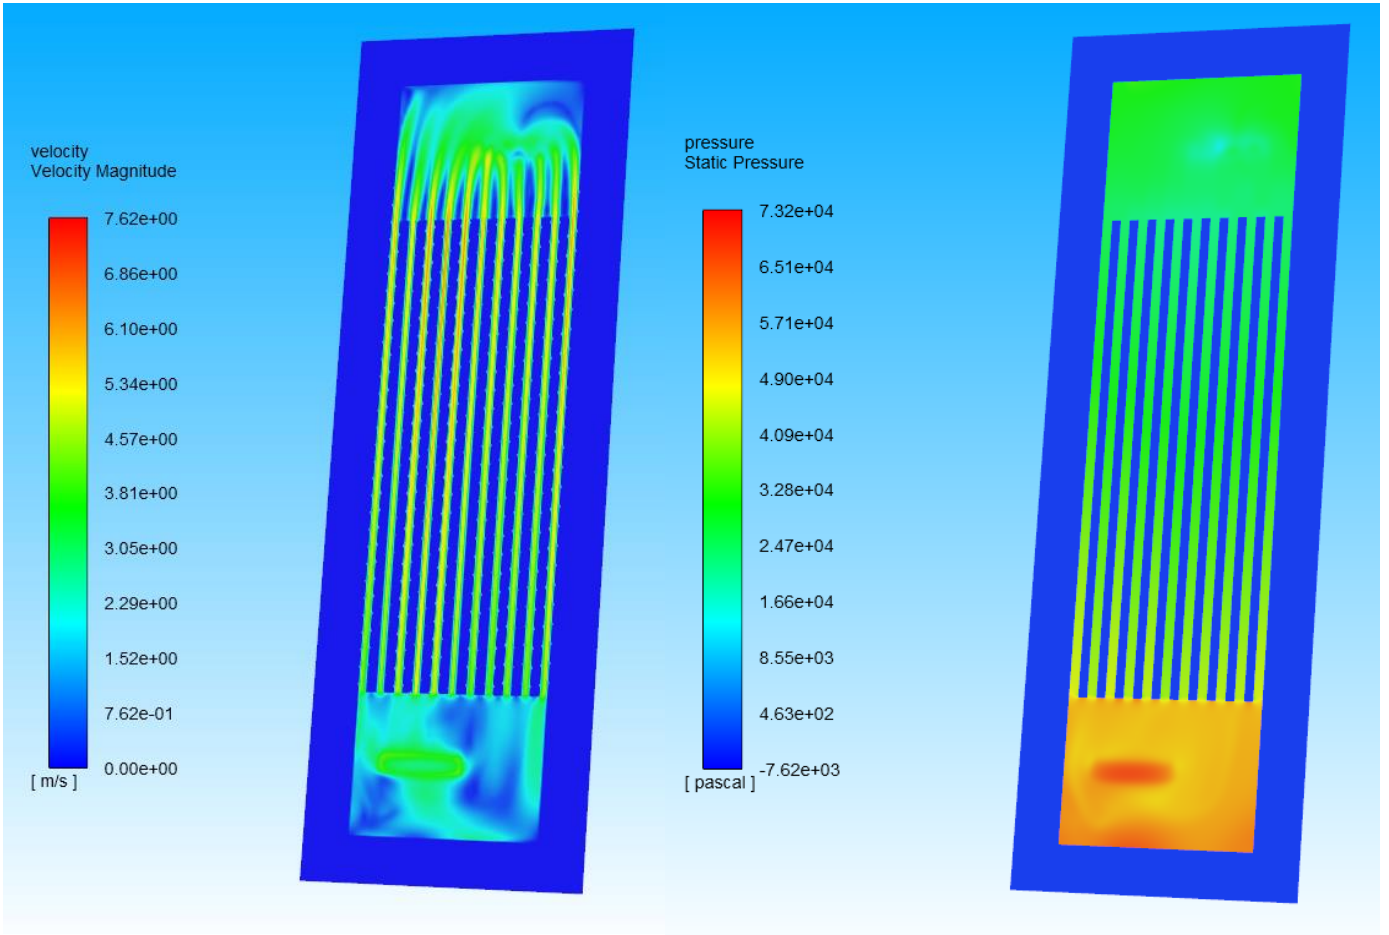 velocity
Velocity Magnitude
7.62e+00
6.86e+00
6.10e+00
5.34e+00
4.57e+00
3.81e+00
3.05e+00
2.29e+00
1.52e+00
7.62e-01
0.00e+00
[ m/s ]
pressure
Static Pressure
7.32e+04
6.51e+04
5.71e+04
4.90e+04
4.09e+04
3.28e+04
2.47e+04
1.66e+04
8.55e+03
4.63e+02
-7.62e+03
[ pascal ]